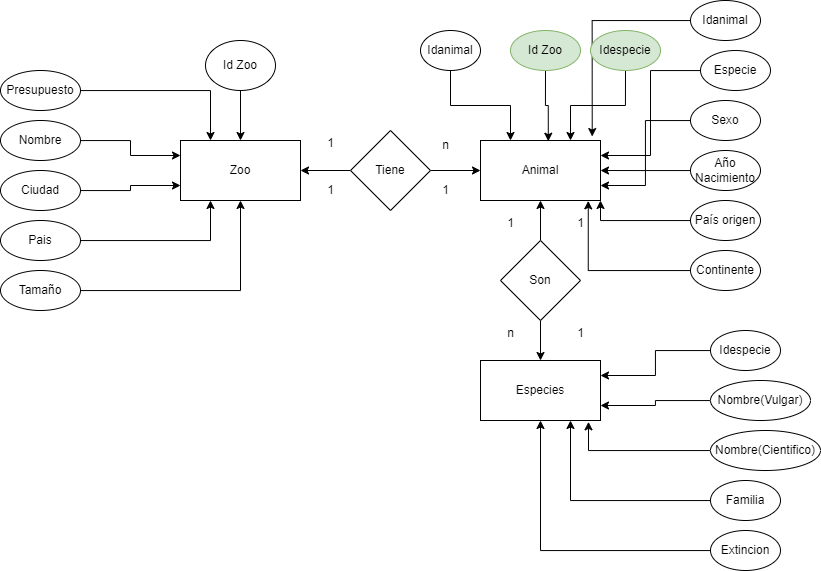 Idanimal
Id Zoo
Idespecie
Idanimal
Id Zoo
Especie
Presupuesto
Sexo
Nombre
1
n
Zoo
Tiene
Animal
Año
Nacimiento
Ciudad
1
1
País origen
1
1
Pais
Continente
Son
Tamaño
n
1
Idespecie
Especies
Nombre(Vulgar)
Nombre(Cientifico)
Familia
Extincion